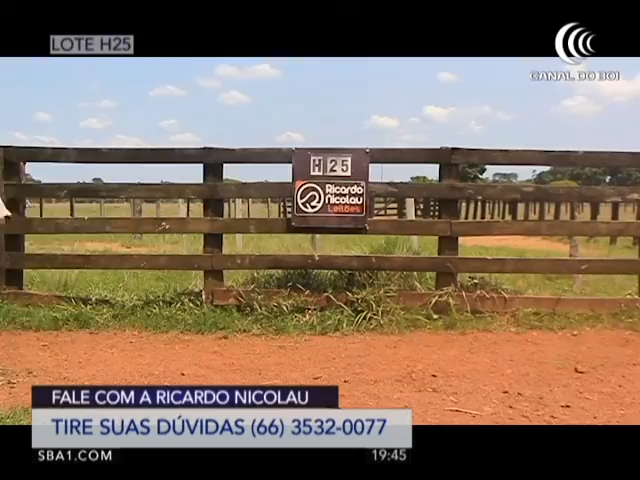 LOTE H25
CANAL DO BOI
H 25
Ricardo
Nicolau
Leilões
FALE COM A RICARDO NICOLAU
TIRE SUAS DÚVIDAS (66) 3532-0077
SBA1.COM
19:45